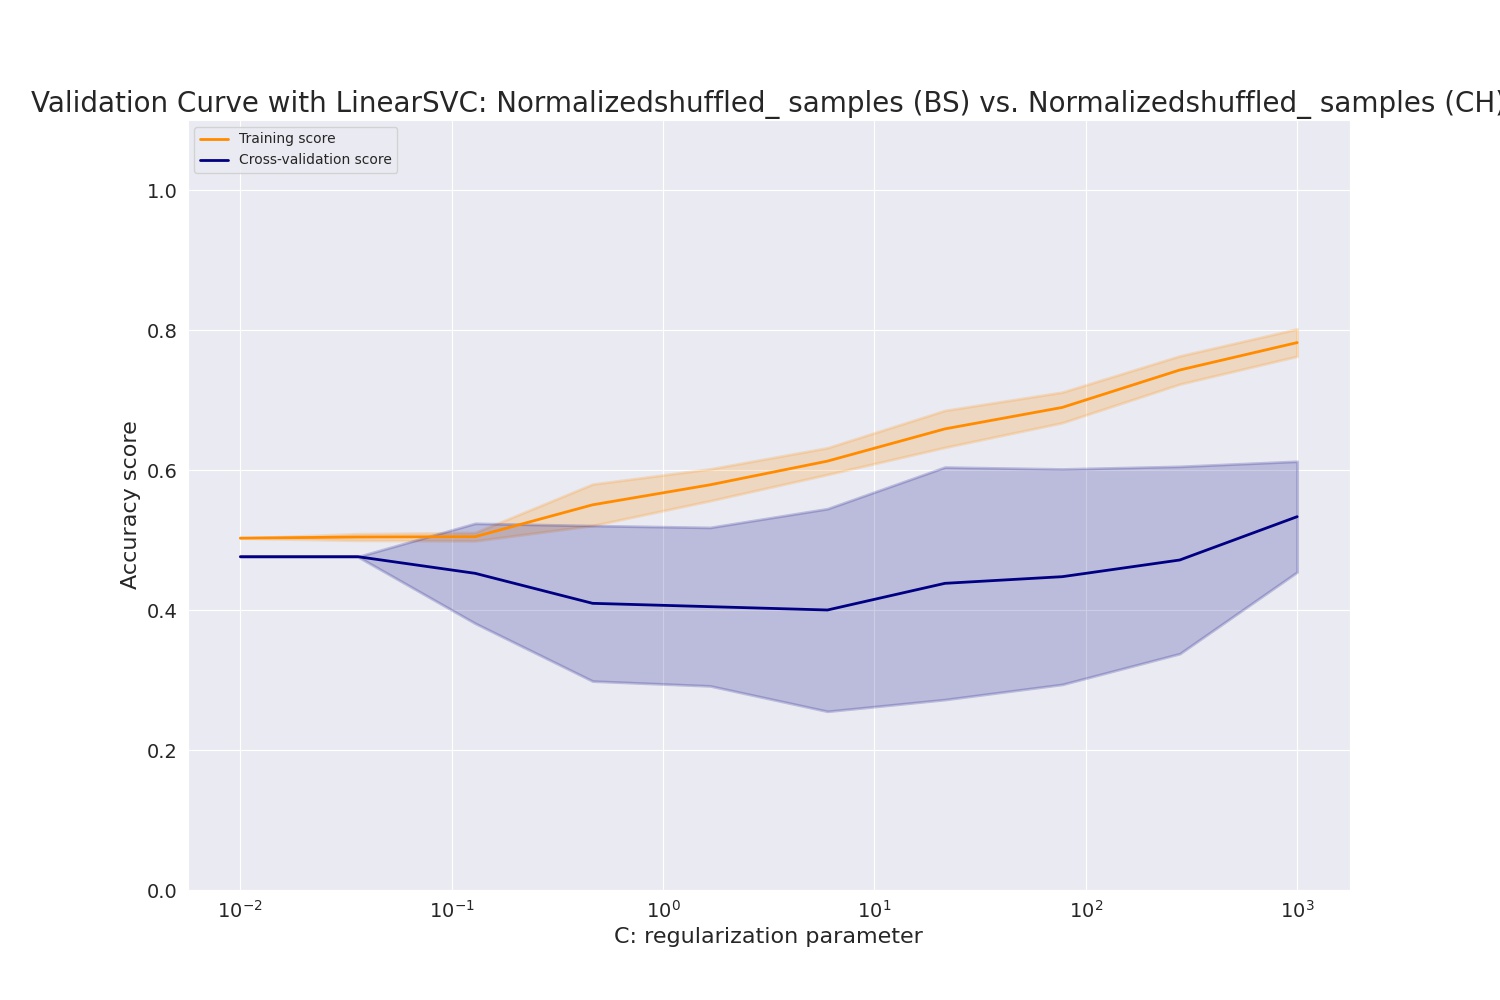 Validation Curve with LinearSVC: Normalizedshuffled_ samples (BS) vs. Normalizedshuffled_ samples (CH)
Training score
Cross-validation score
1.0
0.8
0.6
0.4
0.2
0.0
Accuracy score
10⁻² 10⁻¹ 10⁰ 10¹ 10² 10³
C: regularization parameter